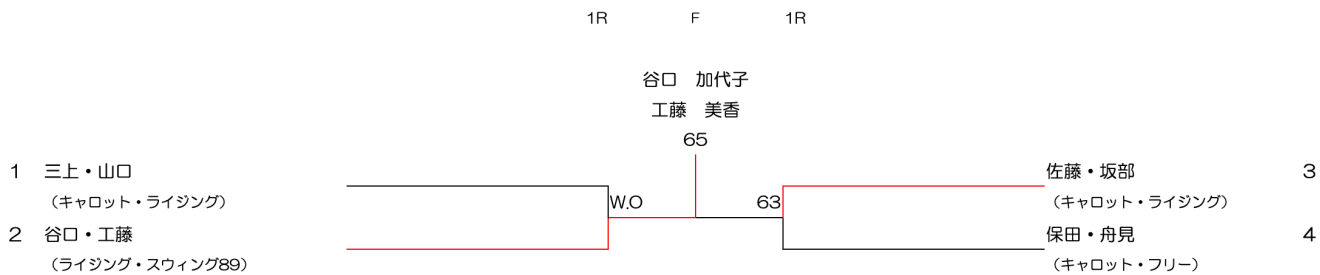 1R F 1R
谷口　加代子
工藤　美香
65
1 三上・山口
（キャロット・ライジング）
W.O
2 谷口・工藤
（ライジング・スウィング89）
63
佐藤・坂部 3
（キャロット・ライジング）
保田・舟見 4
（キャロット・フリー）